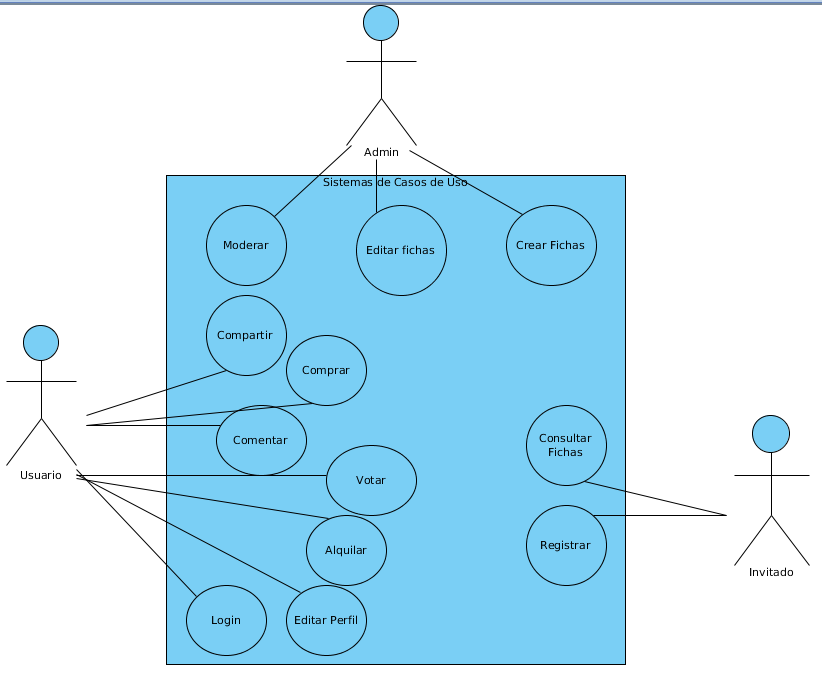 Admin
Sistemas de Casos de Uso
Moderar
Editar fichas
Crear Fichas
Compartir
Comprar
Comentar
Consultar
Fichas
Usuario
Votar
Alquilar
Registrar
Invitado
Login
Editar Perfil